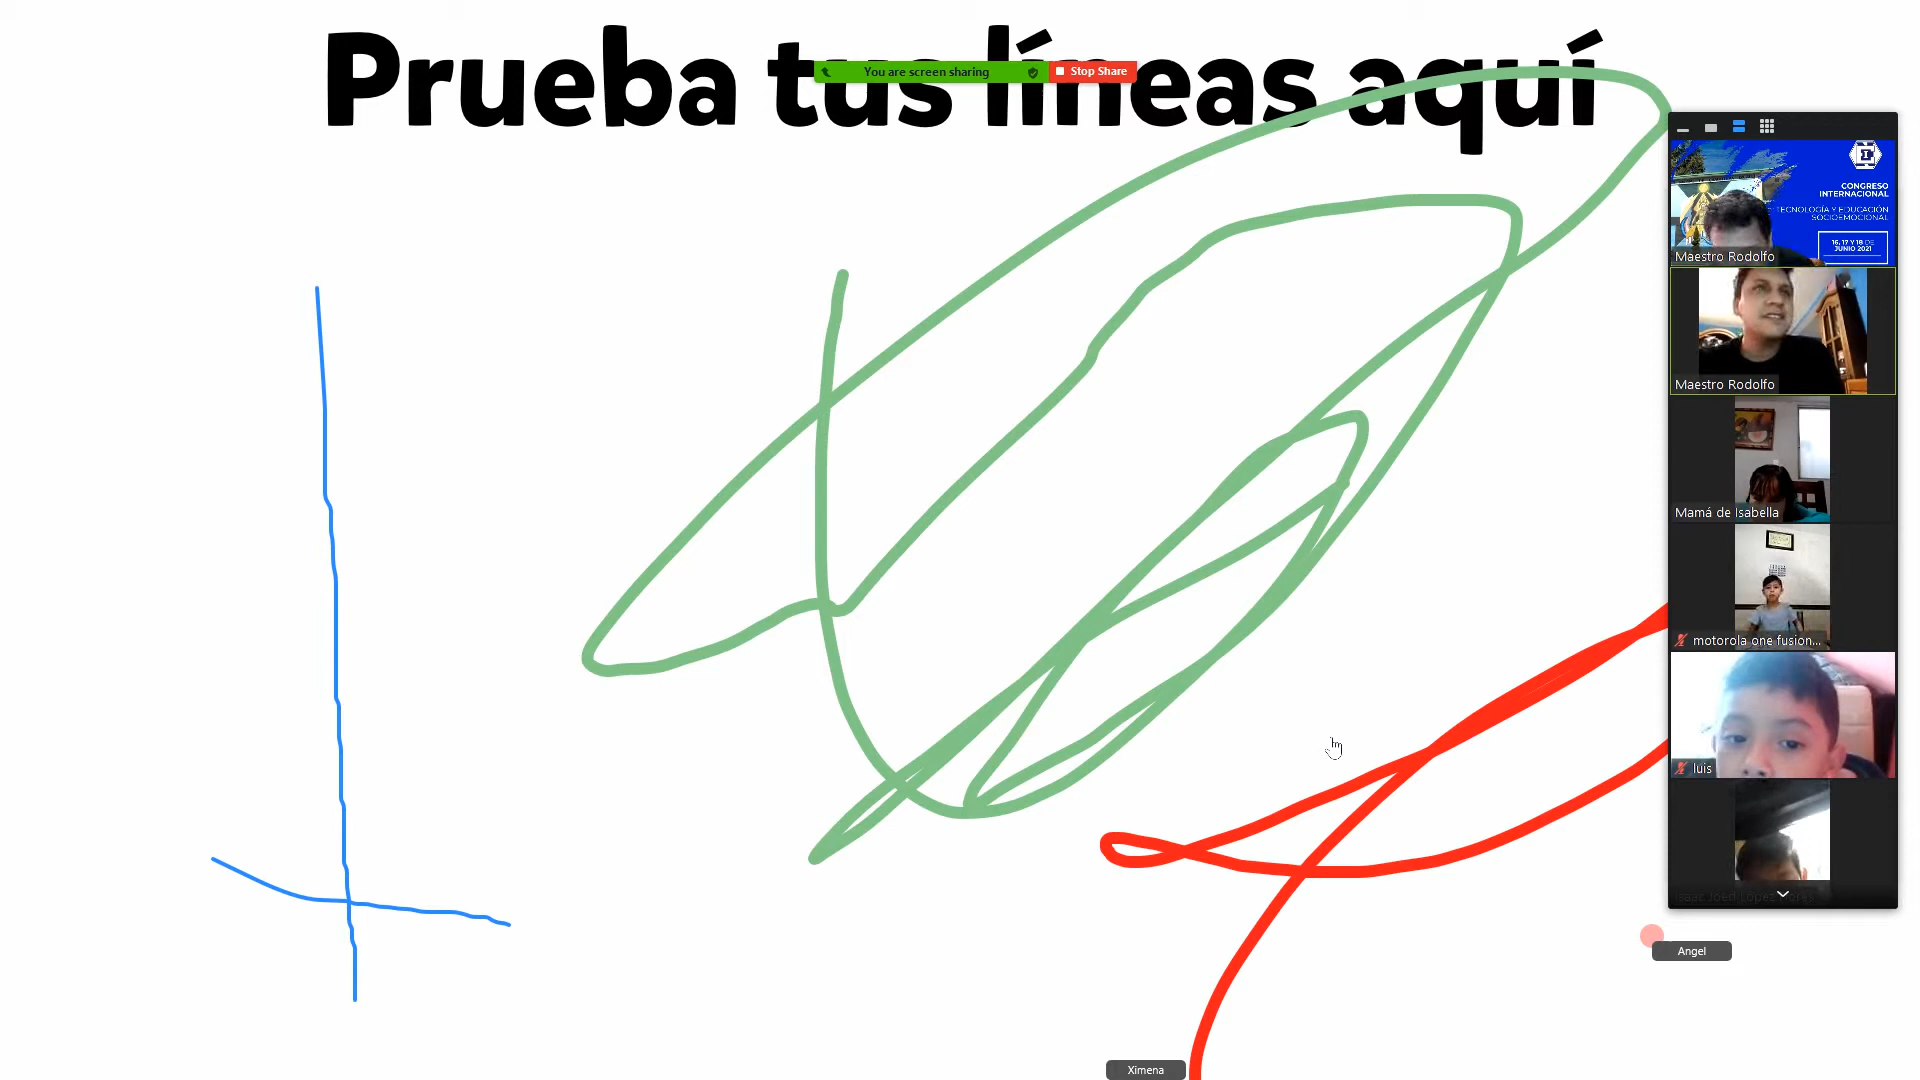 Prueba tus líneas aquí
You are screen sharing
Stop Share
CONGRESO
INTERNACIONAL
TECNOLOGÍA Y EDUCACIÓN
SOCIOEMOCIONAL
16, 17 Y 18 DE
JUNIO 2021
Maestro Rodolfo
Maestro Rodolfo
Mamá de Isabella
motorola one fusion...
luis
Angel
Ximena